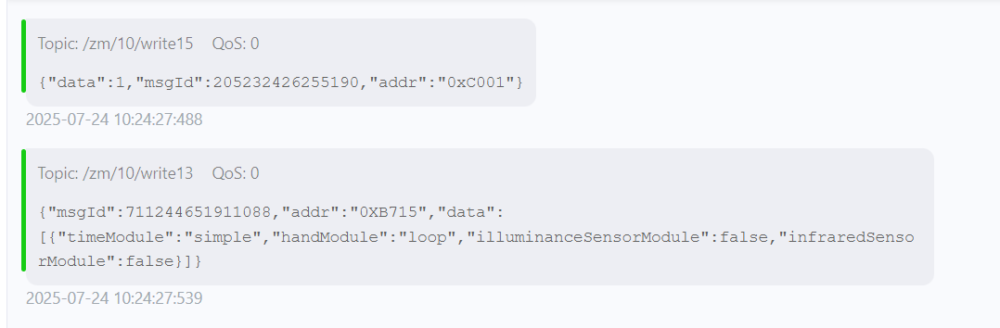 Topic: /zm/10/write15 QoS: 0
{"data":1,"msgId":205232426255190,"addr":"0xC001"}
2025-07-24 10:24:27:488
Topic: /zm/10/write13 QoS: 0
{"msgId":711244651911088,"addr":"0XB715","data":
[{"timeModule":"simple","handModule":"loop","illuminanceSensorModule":false,"infraredSenso
rModule":false}]}
2025-07-24 10:24:27:539